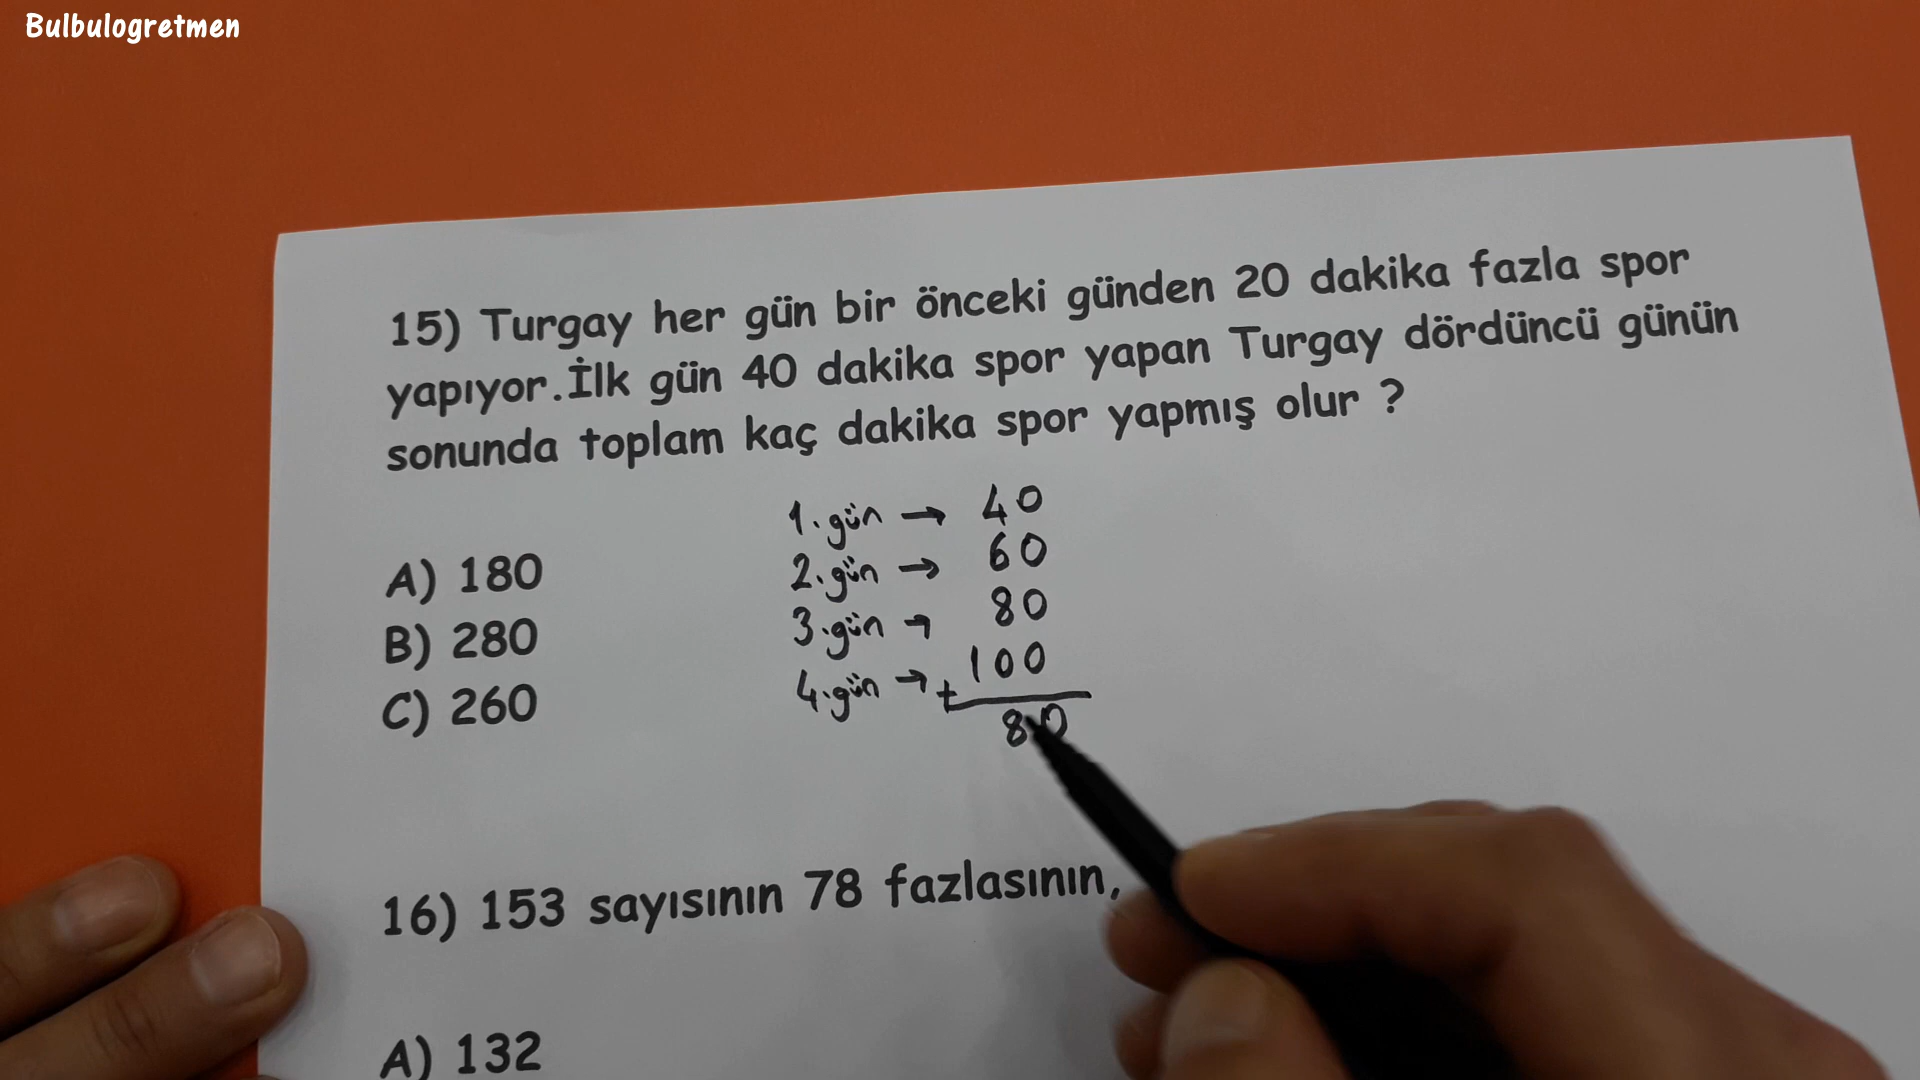 Bulbulogretmen
15) Turgay her gün bir önceki günden 20 dakika fazla spor
yapıyor.İlk gün 40 dakika spor yapan Turgay dördüncü günün
sonunda toplam kaç dakika spor yapmış olur ?
A) 180
B) 280
C) 260
1.gün → 40
2.gün → 60
3.gün → 80
4.gün → + 100
80
16) 153 sayısının 78 fazlasının,
A) 132